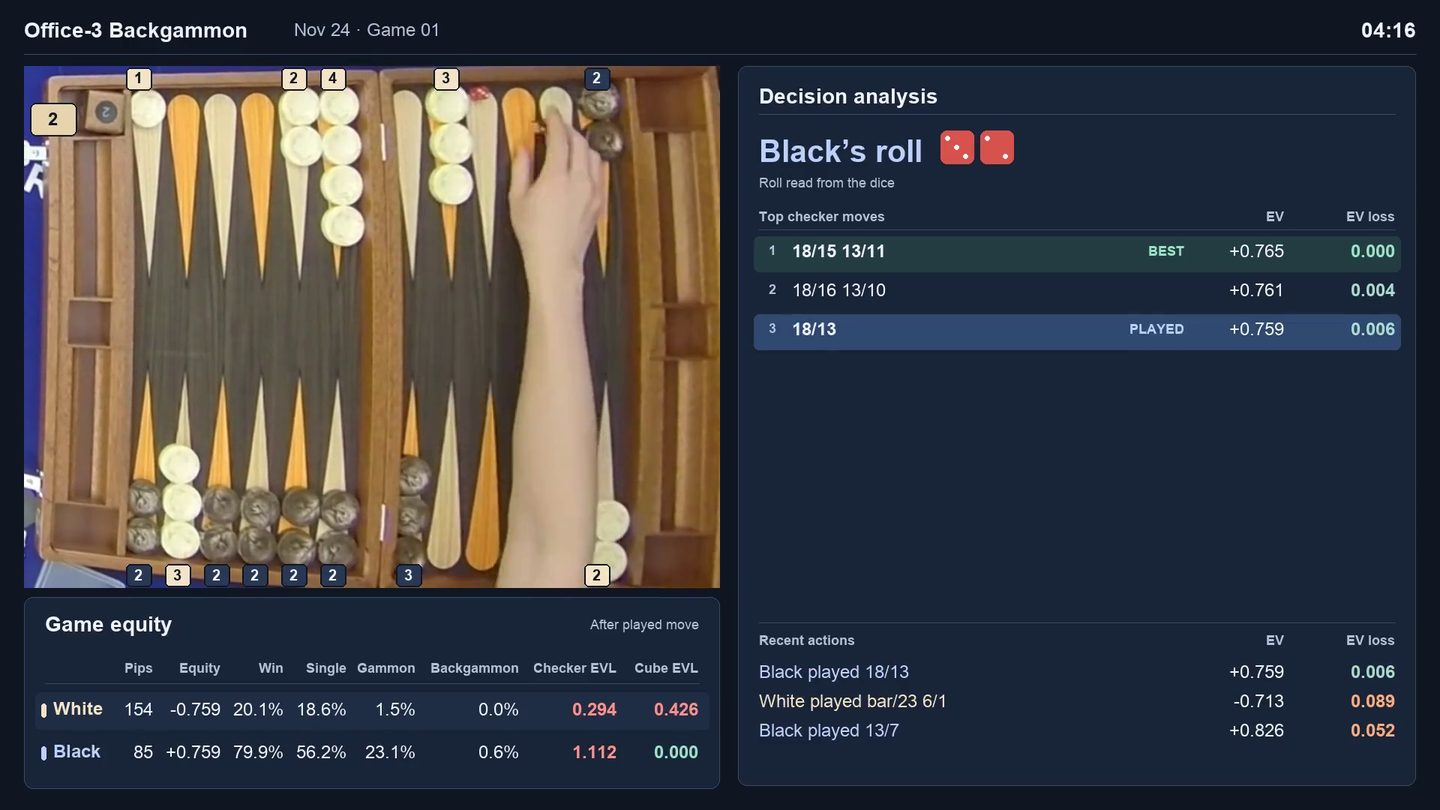 Office-3 Backgammon Nov 24 · Game 01 04:16
1 2 4 3 2
2 2
2 3 2 2 2 2 3 2
Decision analysis
Black’s roll
Roll read from the dice
Top checker moves EV EV loss
1 18/15 13/11 BEST +0.765 0.000
2 18/16 13/10 +0.761 0.004
3 18/13 PLAYED +0.759 0.006
Recent actions EV EV loss
Black played 18/13 +0.759 0.006
White played bar/23 6/1 -0.713 0.089
Black played 13/7 +0.826 0.052
Game equity After played move
Pips Equity Win Single Gammon Backgammon Checker EVL Cube EVL
White 154 -0.759 20.1% 18.6% 1.5% 0.0% 0.294 0.426
Black 85 +0.759 79.9% 56.2% 23.1% 0.6% 1.112 0.000